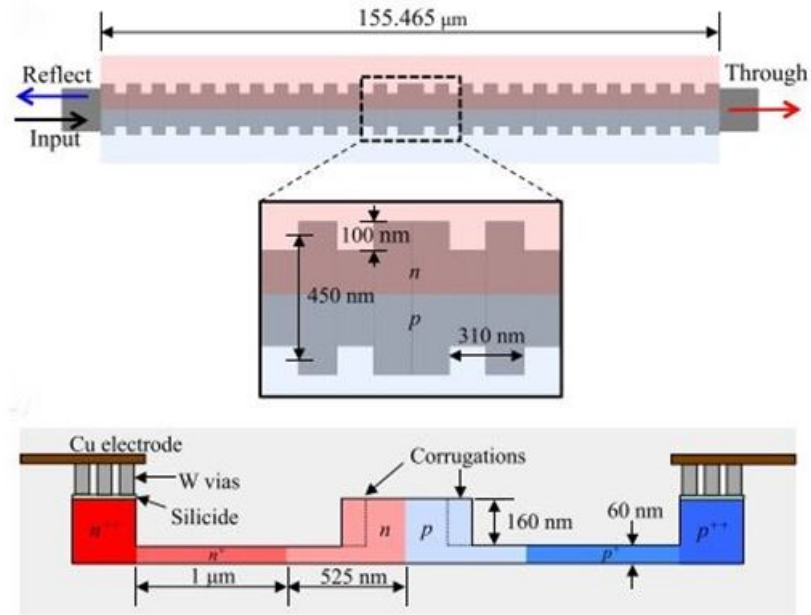 155.465 μm
Reflect
Through
Input
100 nm
n
450 nm
p
310 nm
Cu electrode
W vias
Corrugations
Silicide
n++
n
p
160 nm
60 nm
p++
n+
p+
1 μm
525 nm